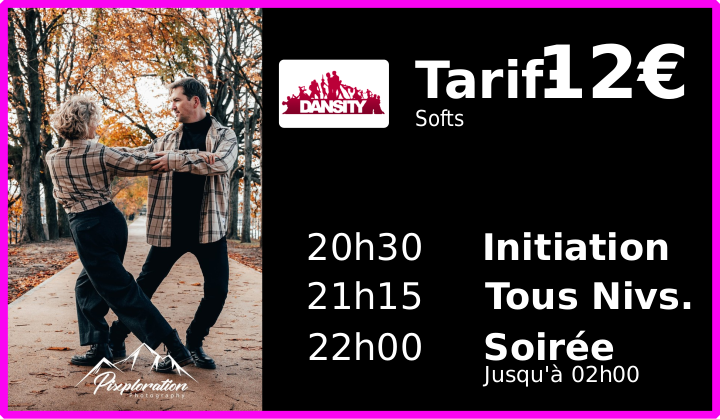 DANSITY
Tarif: 12€
Softs
20h30 Initiation
21h15 Tous Nivs.
22h00 Soirée
Jusqu'à 02h00
Pixploration
Photography